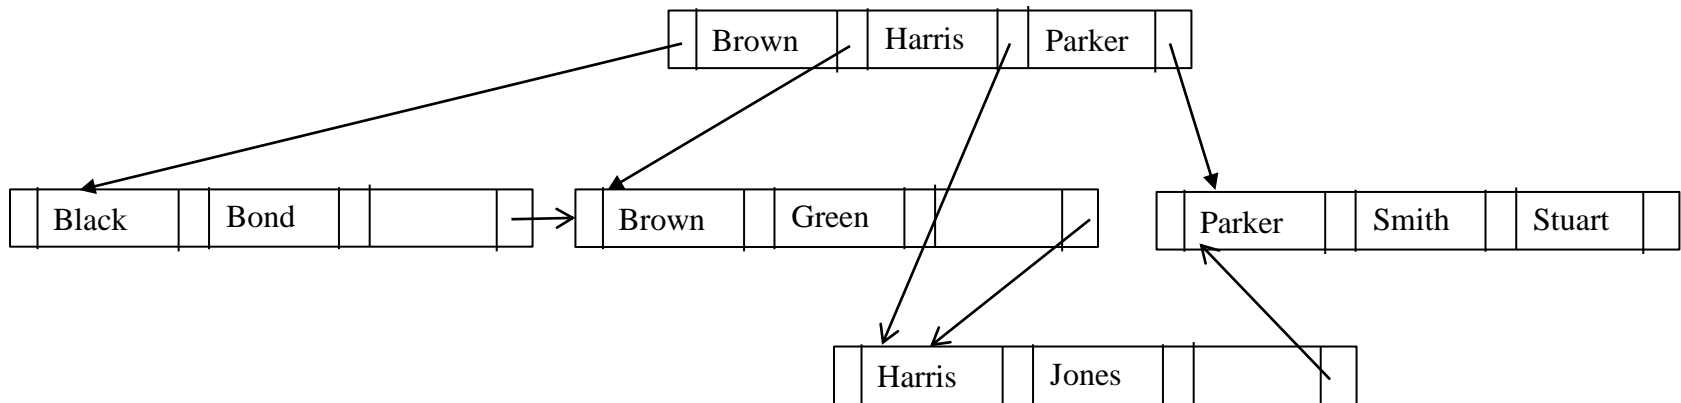 Brown Harris Parker
Black Bond Brown Green Parker Smith Stuart
Harris Jones